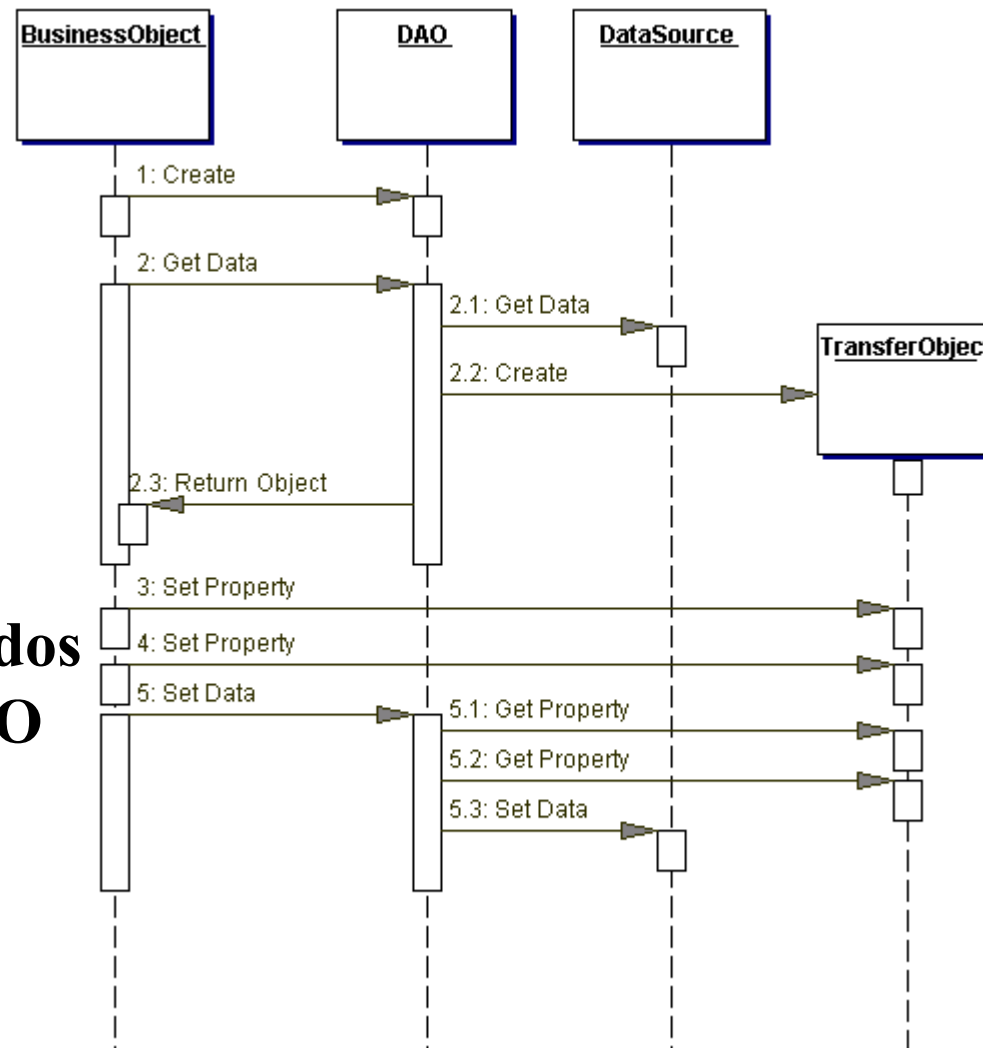 BusinessObject
DAO
DataSource
1: Create
2: Get Data
2.1: Get Data
TransferObjec
2.2: Create
2.3: Return Object
3: Set Property
dos
4: Set Property
5: Set Data
O
5.1: Get Property
5.2: Get Property
5.3: Set Data